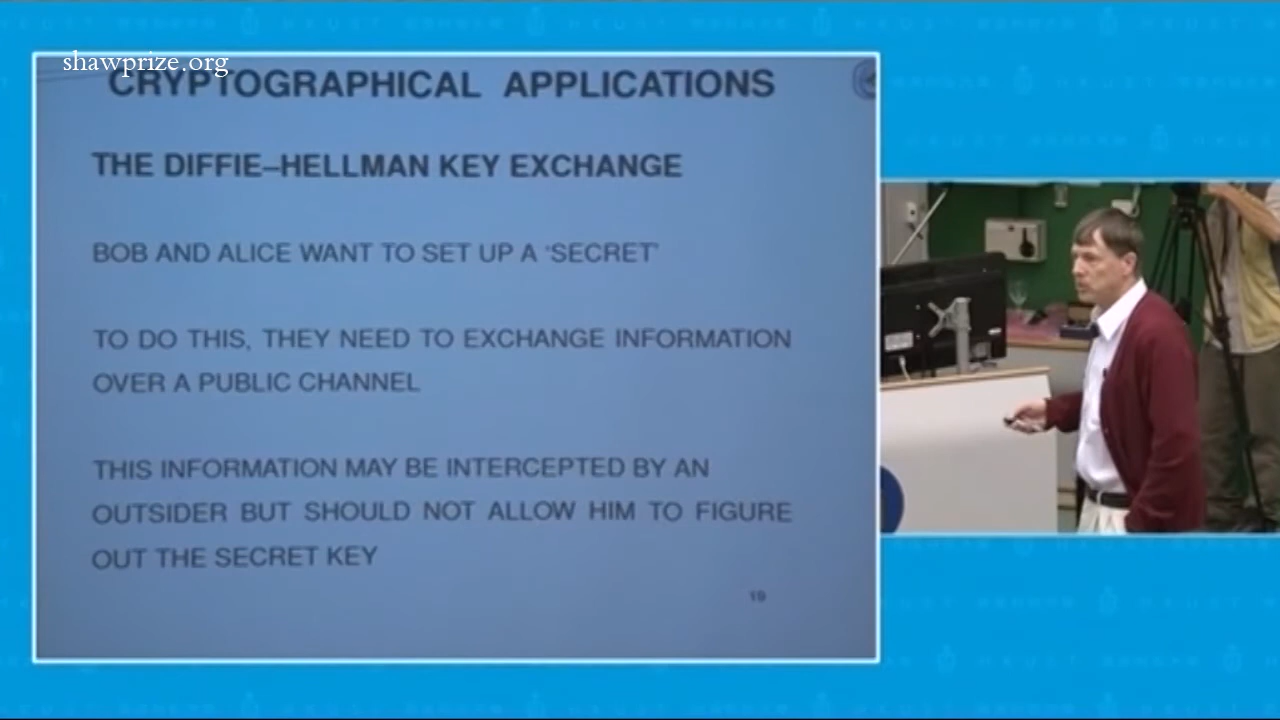 shawprize.org
CRYPTOGRAPHICAL APPLICATIONS
THE DIFFIE–HELLMAN KEY EXCHANGE
BOB AND ALICE WANT TO SET UP A 'SECRET'
TO DO THIS, THEY NEED TO EXCHANGE INFORMATION
OVER A PUBLIC CHANNEL
THIS INFORMATION MAY BE INTERCEPTED BY AN
OUTSIDER BUT SHOULD NOT ALLOW HIM TO FIGURE
OUT THE SECRET KEY
19